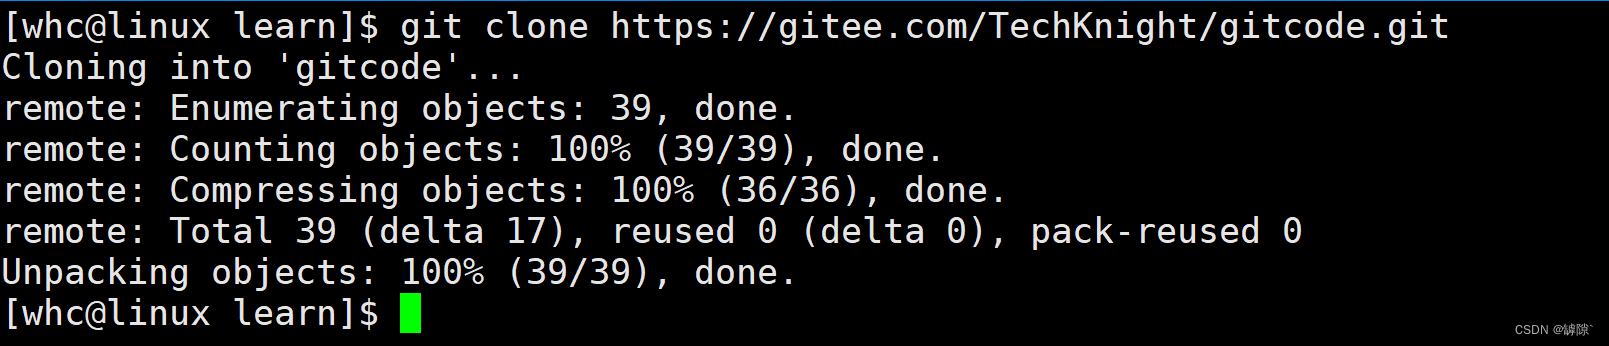 [whc@linux learn]$ git clone https://gitee.com/TechKnight/gitcode.git
Cloning into 'gitcode'...
remote: Enumerating objects: 39, done.
remote: Counting objects: 100% (39/39), done.
remote: Compressing objects: 100% (36/36), done.
remote: Total 39 (delta 17), reused 0 (delta 0), pack-reused 0
Unpacking objects: 100% (39/39), done.
[whc@linux learn]$
CSDN @罅隙`